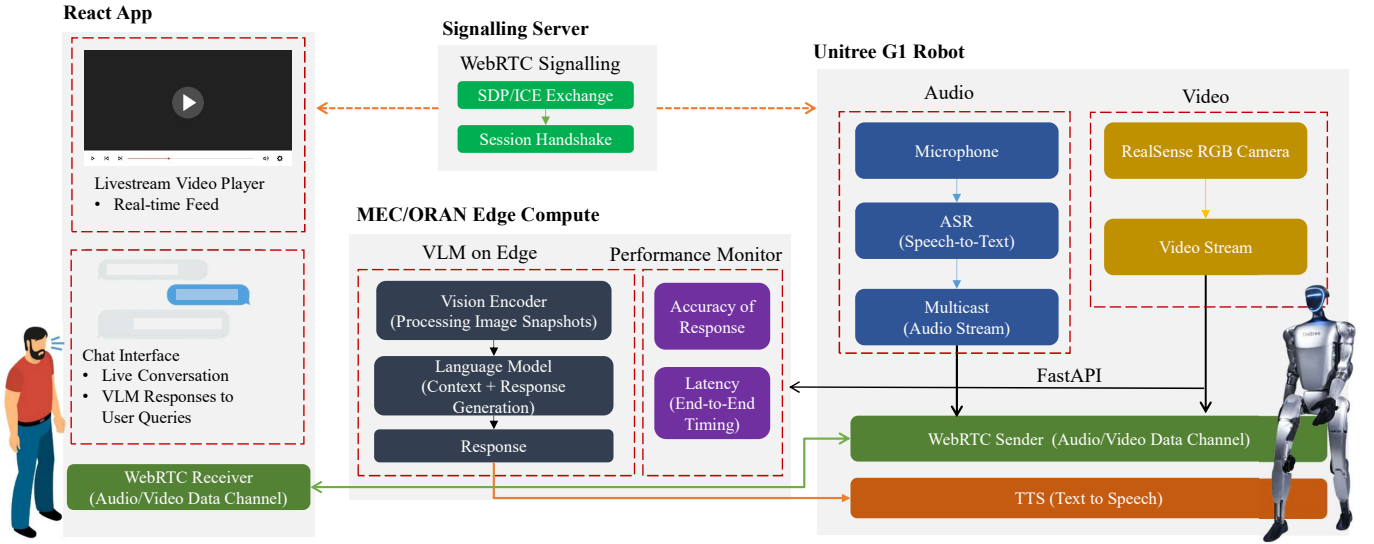 React App
Livestream Video Player
• Real-time Feed
Chat Interface
• Live Conversation
• VLM Responses to
User Queries
WebRTC Receiver
(Audio/Video Data Channel)
Signalling Server
WebRTC Signalling
SDP/ICE Exchange
Session Handshake
MEC/ORAN Edge Compute
VLM on Edge
Vision Encoder
(Processing Image Snapshots)
Language Model
(Context + Response
Generation)
Response
Performance Monitor
Accuracy of
Response
Latency
(End-to-End
Timing)
Unitree G1 Robot
Audio
Microphone
ASR
(Speech-to-Text)
Multicast
(Audio Stream)
Video
RealSense RGB Camera
Video Stream
FastAPI
WebRTC Sender (Audio/Video Data Channel)
TTS (Text to Speech)
Unitree